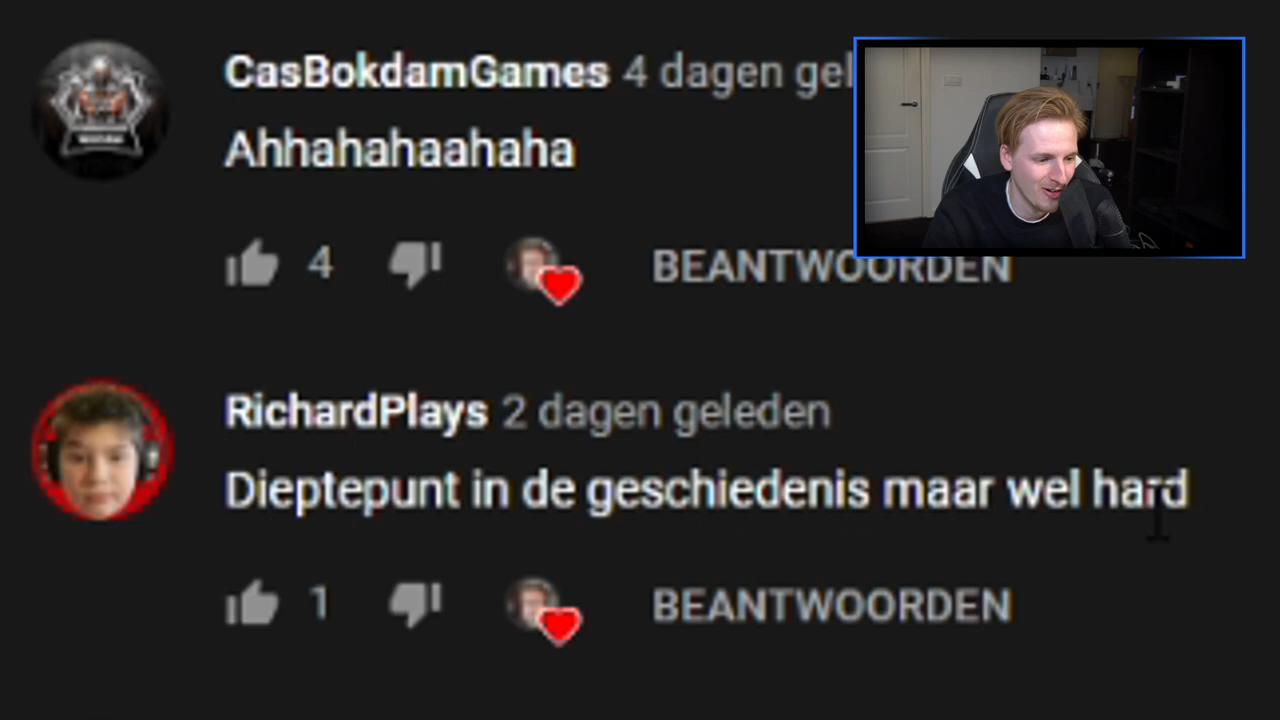 CasBokdamGames 4 dagen gel
Ahhahahaahaha
4 BEANTWOORDEN
RichardPlays 2 dagen geleden
Dieptepunt in de geschiedenis maar wel hard
1 BEANTWOORDEN